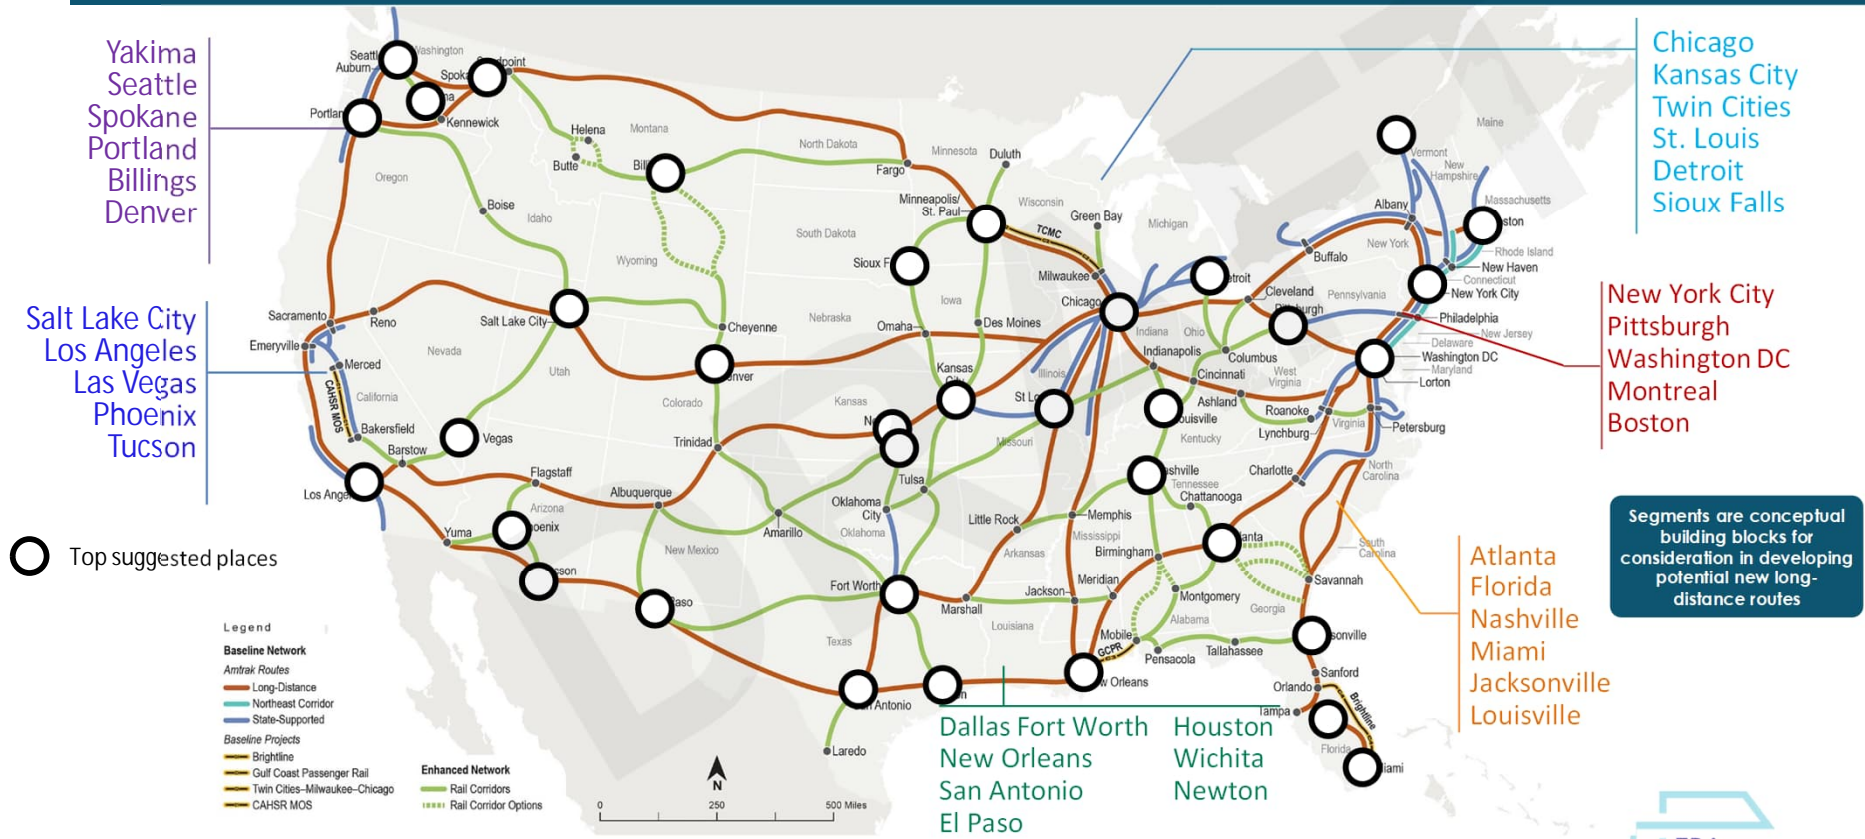 Yakima
Seattle
Spokane
Portland
Billings
Denver
Salt Lake City
Los Angeles
Las Vegas
Phoenix
Tucson
Top suggested places
Chicago
Kansas City
Twin Cities
St. Louis
Detroit
Sioux Falls
New York City
Pittsburgh
Washington DC
Montreal
Boston
Segments are conceptual
building blocks for
consideration in developing
potential new long-
distance routes
Atlanta
Florida
Nashville
Miami
Jacksonville
Louisville
Dallas Fort Worth
New Orleans
San Antonio
El Paso
Houston
Wichita
Newton
Legend
Baseline Network
Amtrak Routes
Long-Distance
Northeast Corridor
State-Supported
Baseline Projects
Brightline
Gulf Coast Passenger Rail
Twin Cities–Milwaukee–Chicago
CAHSR MOS
Enhanced Network
Rail Corridors
Rail Corridor Options
N
0 250 500 Miles
Auburn
Washington
Kennewick
Helena
Butte
Montana
North Dakota
Fargo
Minnesota
Duluth
Minneapolis/
St. Paul
Wisconsin
Green Bay
TCMC
Michigan
Milwaukee
Chicago
Oregon
Boise
Idaho
Wyoming
South Dakota
Iowa
Des Moines
Omaha
Nebraska
Cheyenne
Sacramento
Reno
Emeryville
Merced
Nevada
California
CAHSR MOS
Bakersfield
Barstow
Salt Lake City
Utah
Colorado
Trinidad
Kansas
Kansas
Missouri
Illinois
Indiana
Indianapolis
Ohio
Columbus
Cincinnati
Cleveland
Ashland
West
Virginia
Kentucky
Buffalo
New York
Albany
Maine
Vermont
New
Hampshire
Massachusetts
Rhode Island
New Haven
Connecticut
New York City
Pennsylvania
Philadelphia
New Jersey
Delaware
Washington DC
Maryland
Lorton
Roanoke
Lynchburg
Virginia
Petersburg
Charlotte
North
Carolina
South
Carolina
Tennessee
Chattanooga
Memphis
Little Rock
Arkansas
Mississippi
Birmingham
Meridian
Jackson
Montgomery
Alabama
Georgia
Savannah
Flagstaff
Arizona
Yuma
Albuquerque
New Mexico
Amarillo
Oklahoma
City
Oklahoma
Tulsa
Fort Worth
Marshall
Louisiana
Texas
Laredo
Mobile
GCPR
Pensacola
Tallahassee
Sanford
Orlando
Tampa
Brightline
Florida
Vegas